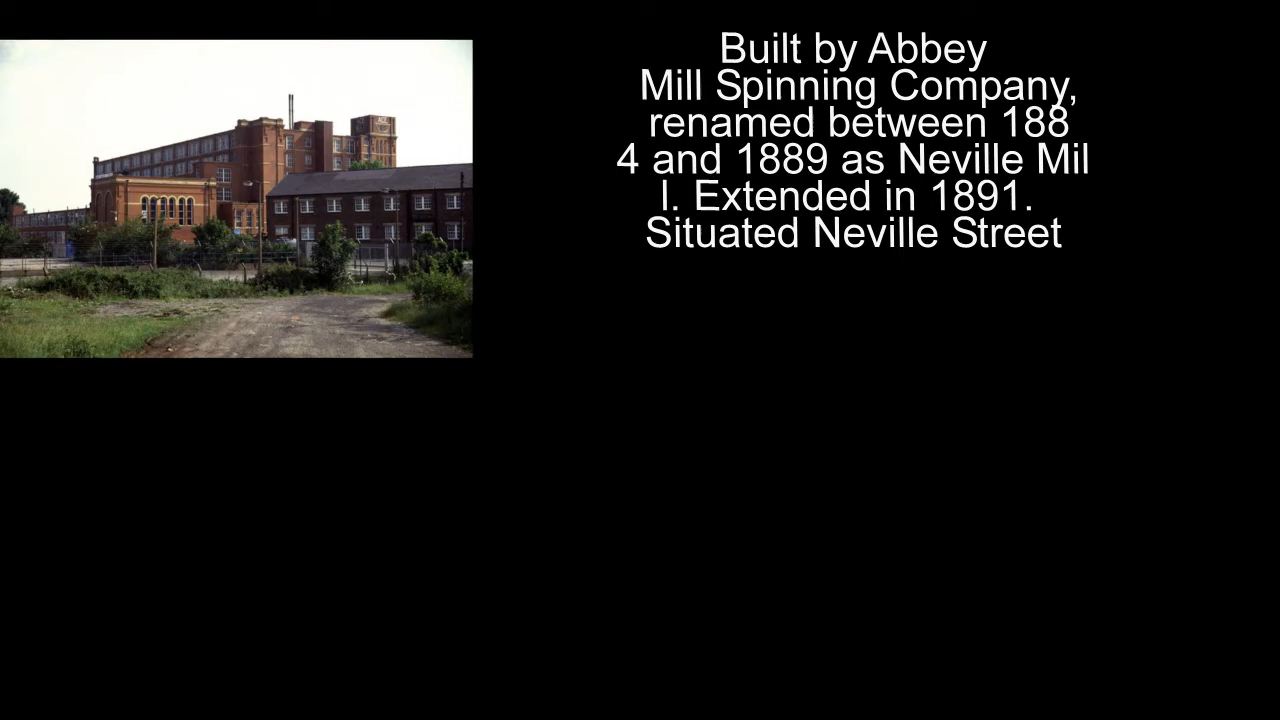 Built by Abbey
Mill Spinning Company,
renamed between 188
4 and 1889 as Neville Mil
l. Extended in 1891.
Situated Neville Street